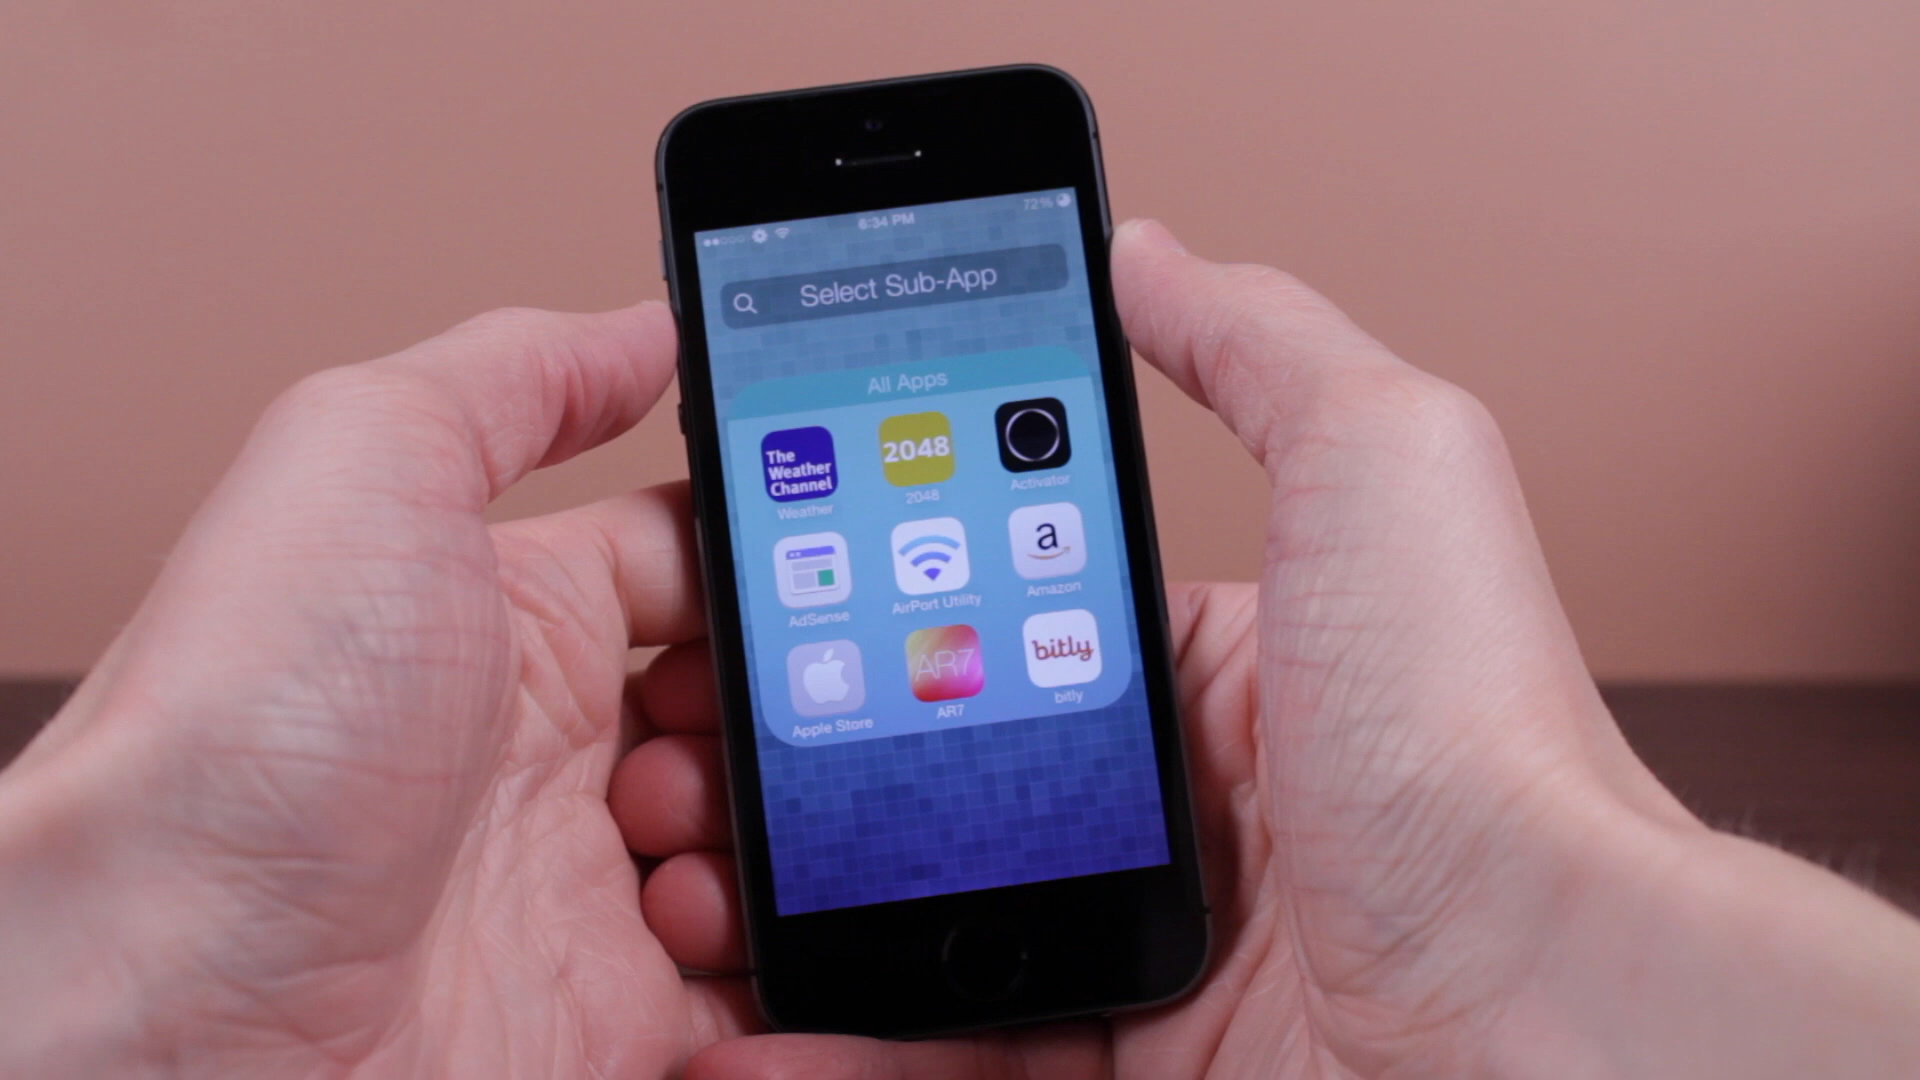 6:34 PM 72%
Select Sub-App
All Apps
The
Weather
Channel
Weather
2048
2048
Activator
AdSense
AirPort Utility
a
Amazon
Apple Store
AR7
AR7
bitly
bitly